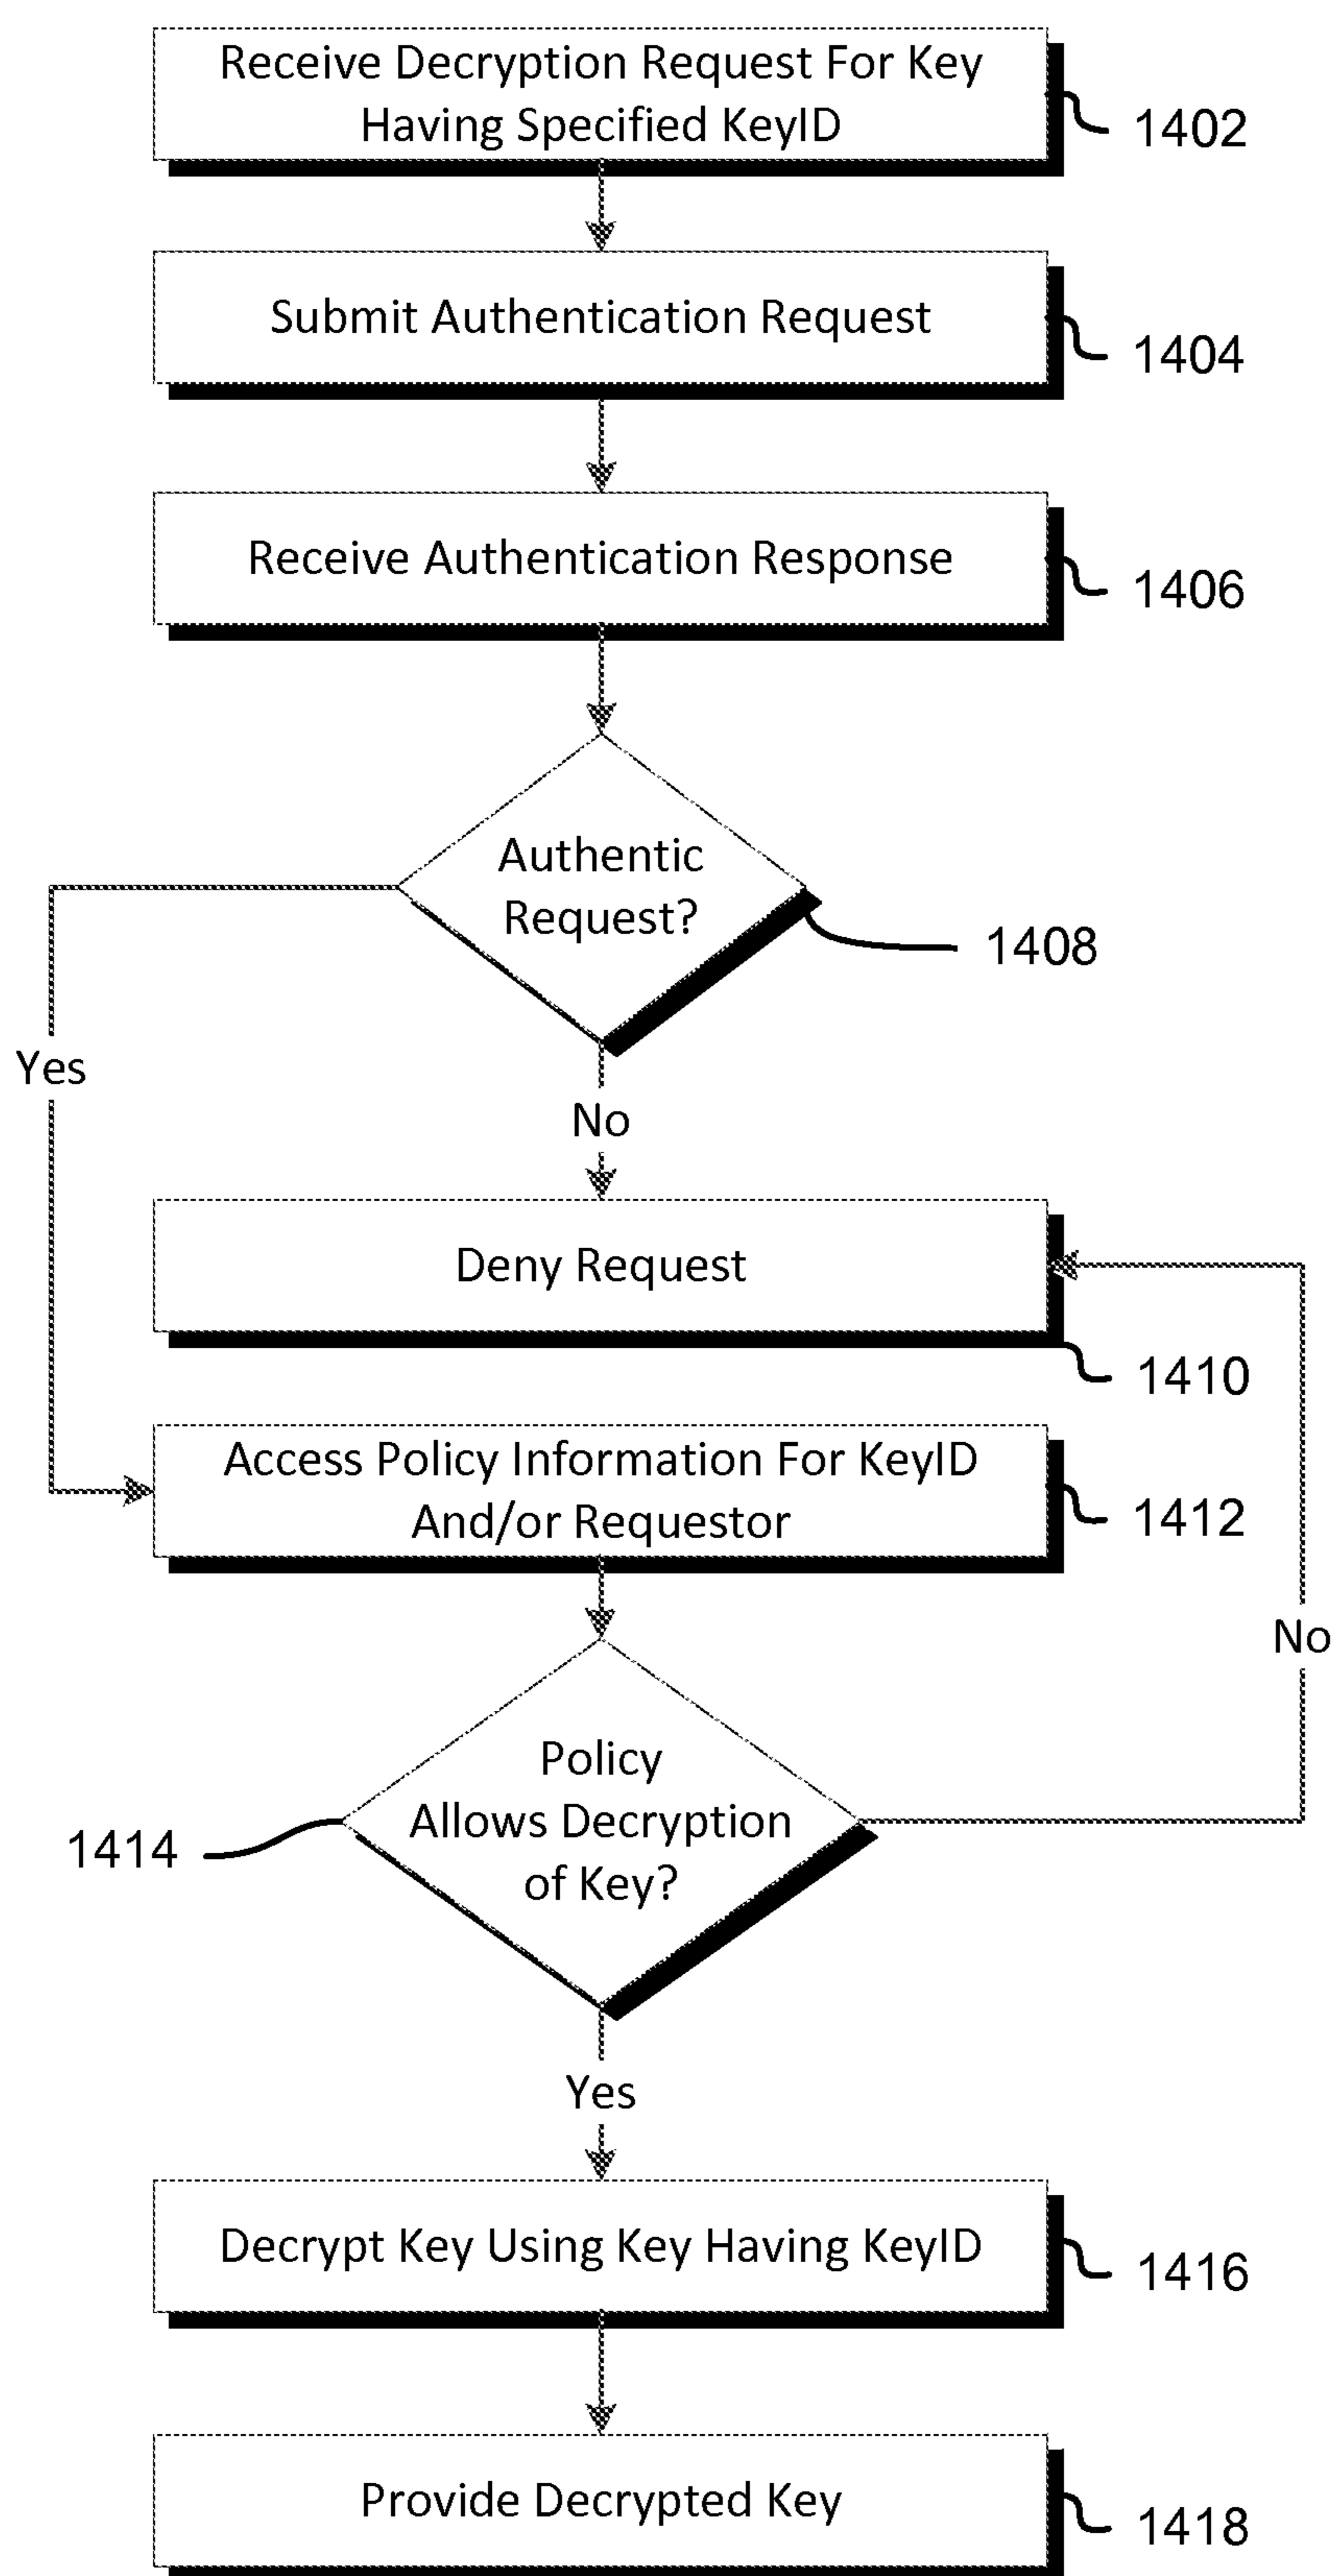 Receive Decryption Request For Key
Having Specified KeyID
1402
Submit Authentication Request
1404
Receive Authentication Response
1406
Authentic
Request?
1408
Yes
No
Deny Request
1410
Access Policy Information For KeyID
And/or Requestor
1412
No
Policy
Allows Decryption
of Key?
1414
Yes
Decrypt Key Using Key Having KeyID
1416
Provide Decrypted Key
1418